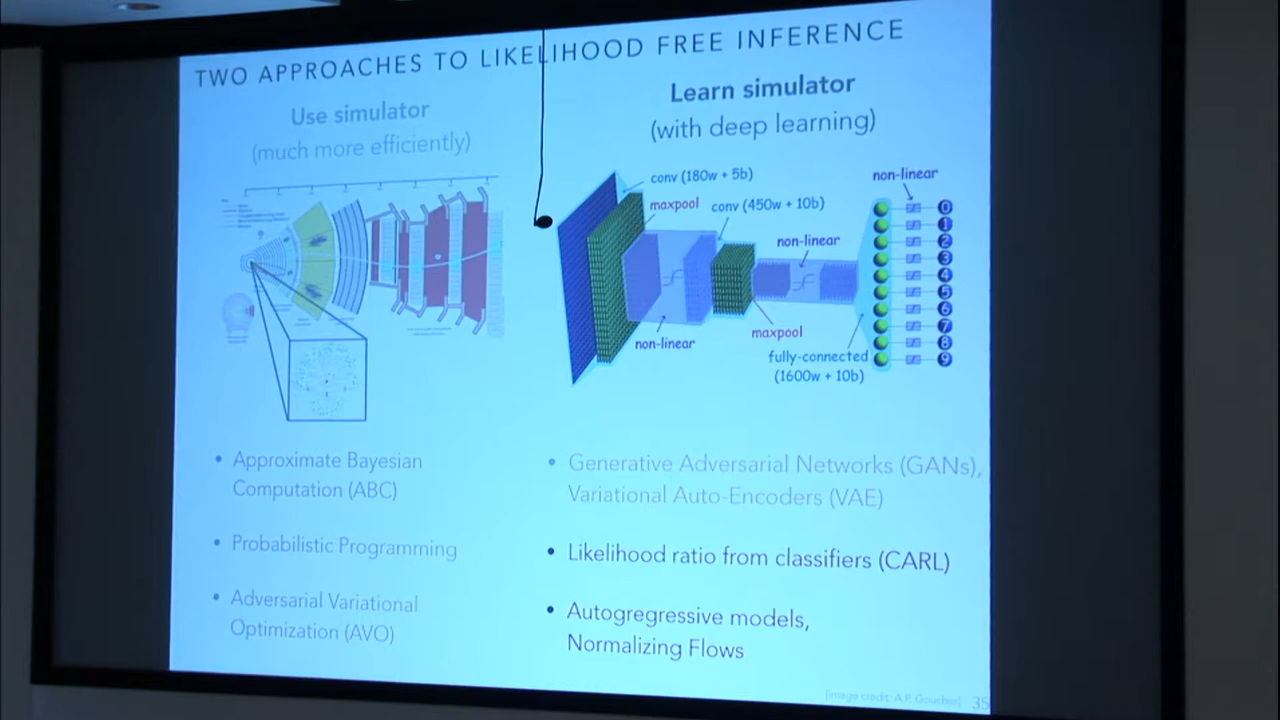 TWO APPROACHES TO LIKELIHOOD FREE INFERENCE
Use simulator
(much more efficiently)
Learn simulator
(with deep learning)
conv (180w + 5b)
maxpool
conv (450w + 10b)
non-linear
non-linear
non-linear
maxpool
fully-connected
(1600w + 10b)
0
1
2
3
4
5
6
7
8
9
• Approximate Bayesian
Computation (ABC)
• Probabilistic Programming
• Adversarial Variational
Optimization (AVO)
• Generative Adversarial Networks (GANs),
Variational Auto-Encoders (VAE)
• Likelihood ratio from classifiers (CARL)
• Autogregressive models,
Normalizing Flows
[image credit: A.P. Goucher]
35